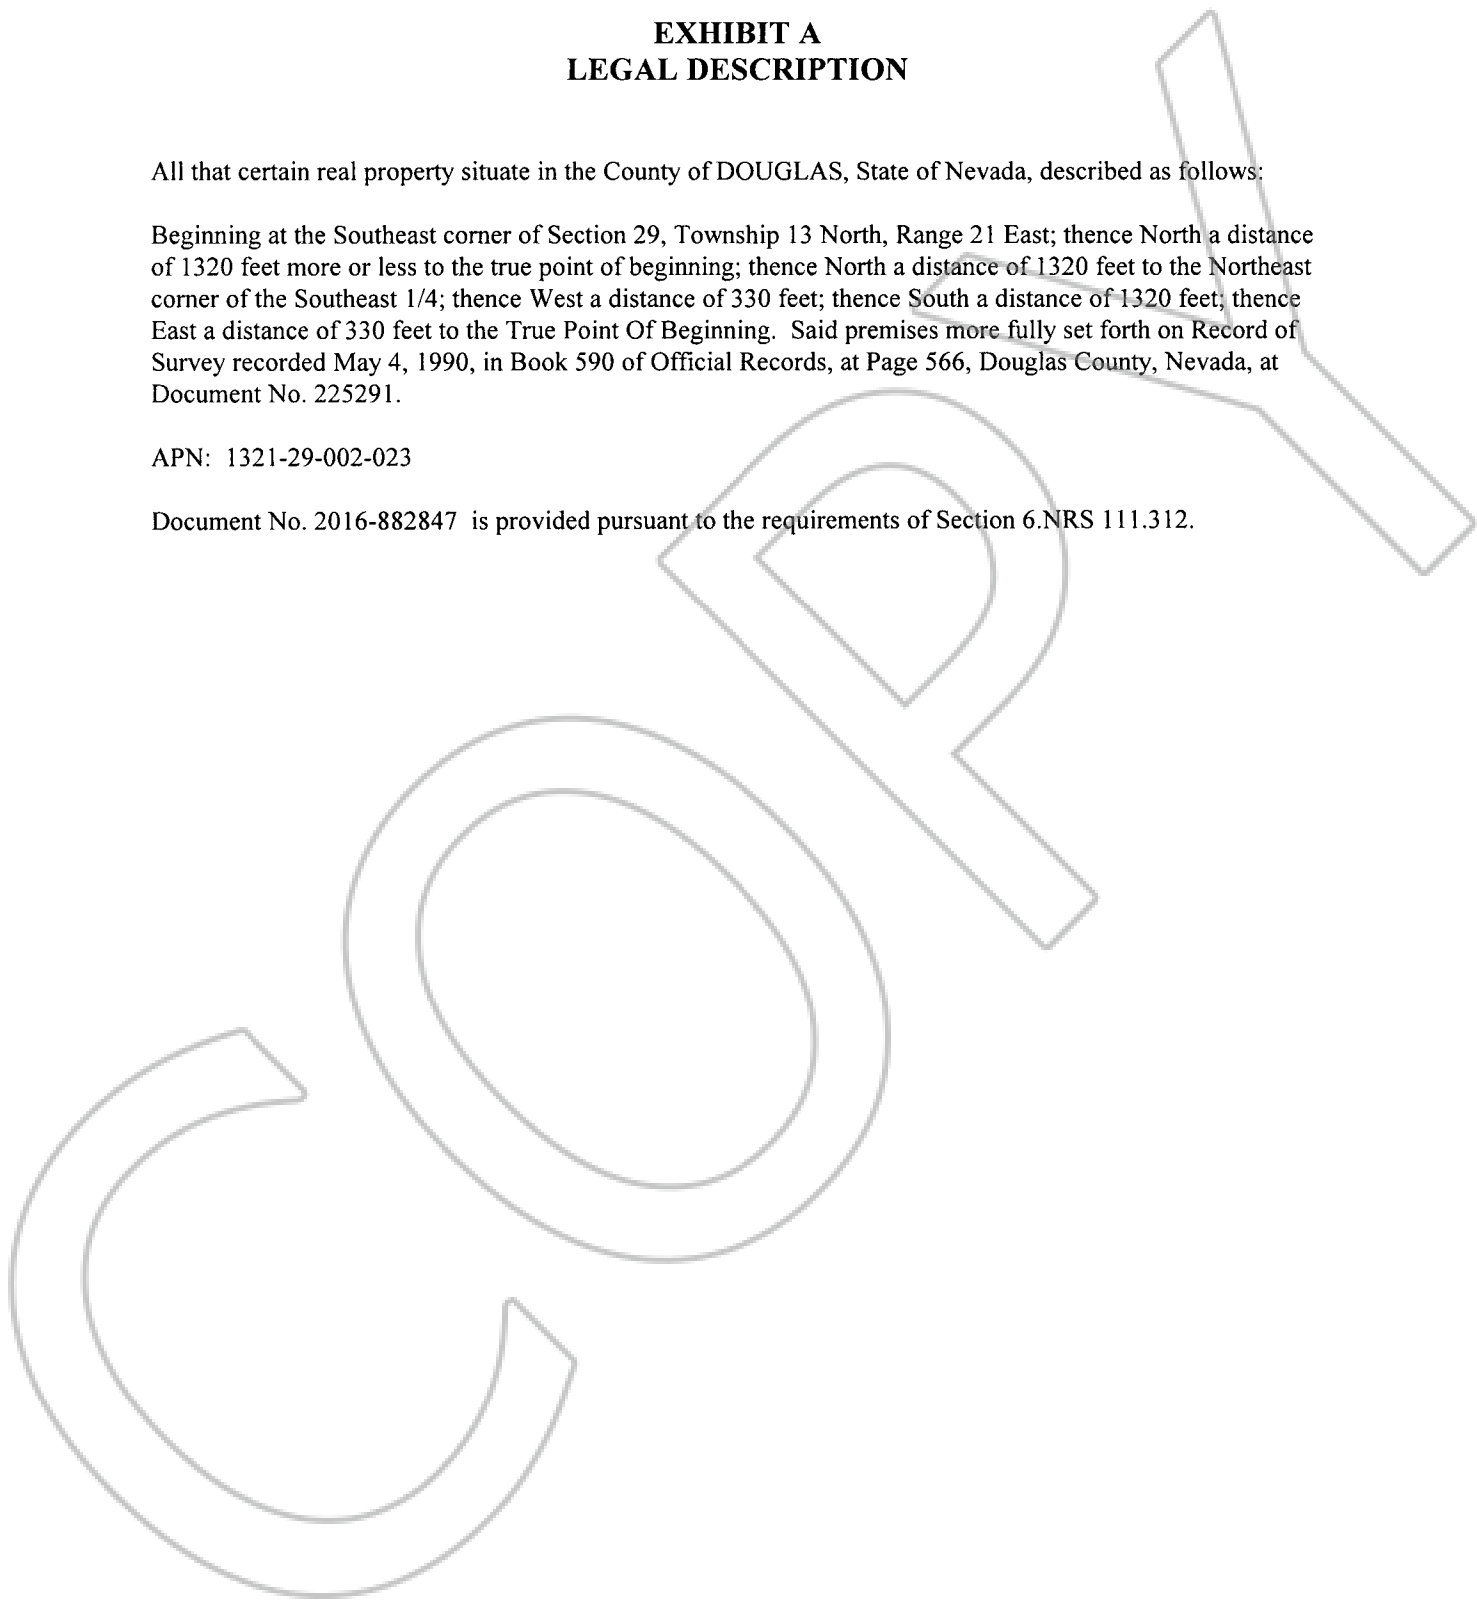 EXHIBIT A
LEGAL DESCRIPTION
All that certain real property situate in the County of DOUGLAS, State of Nevada, described as follows:
Beginning at the Southeast corner of Section 29, Township 13 North, Range 21 East; thence North a distance
of 1320 feet more or less to the true point of beginning; thence North a distance of 1320 feet to the Northeast
corner of the Southeast 1/4; thence West a distance of 330 feet; thence South a distance of 1320 feet; thence
East a distance of 330 feet to the True Point Of Beginning.  Said premises more fully set forth on Record of
Survey recorded May 4, 1990, in Book 590 of Official Records, at Page 566, Douglas County, Nevada, at
Document No. 225291.
APN:  1321-29-002-023
Document No. 2016-882847  is provided pursuant to the requirements of Section 6.NRS 111.312.
COPY